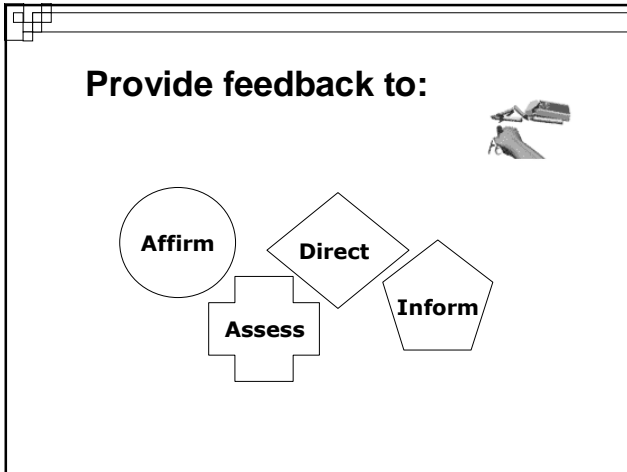 Provide feedback to:
Affirm
Direct
Inform
Assess